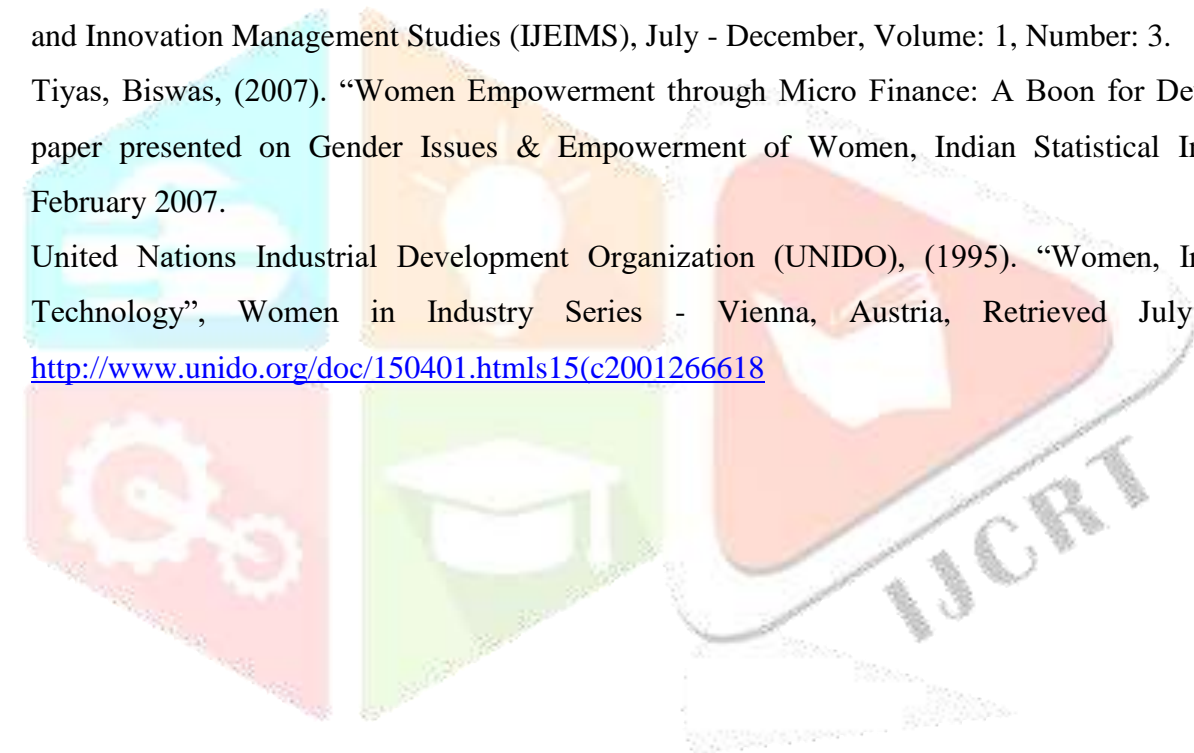 and Innovation Management Studies (IJEIMS), July - December, Volume: 1, Number: 3.
Tiyas, Biswas, (2007). “Women Empowerment through Micro Finance: A Boon for De
paper presented on Gender Issues & Empowerment of Women, Indian Statistical I
February 2007.
United Nations Industrial Development Organization (UNIDO), (1995). “Women, I
Technology”, Women in Industry Series - Vienna, Austria, Retrieved July
http://www.unido.org/doc/150401.htmls15(c2001266618
IJCRT